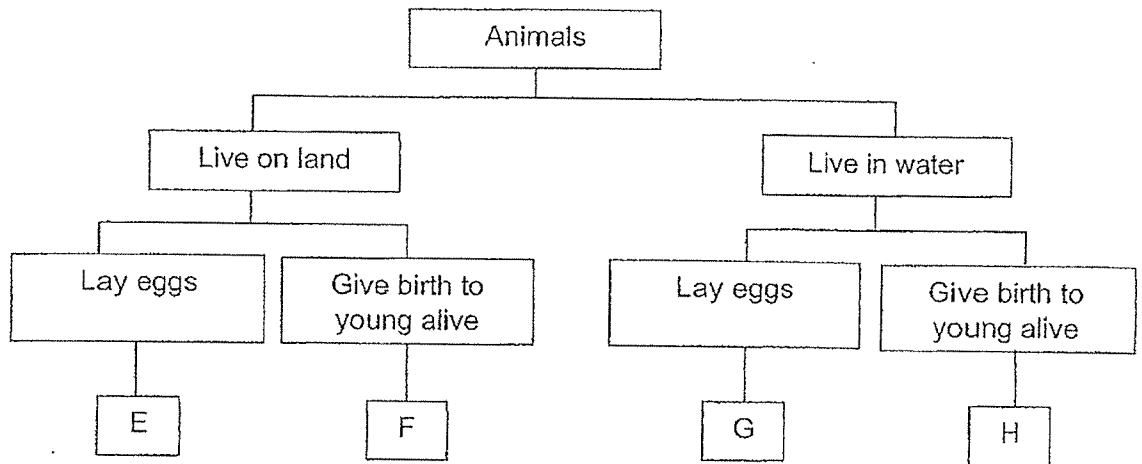 Animals
Live on land
Live in water
Lay eggs
Give birth to
young alive
Lay eggs
Give birth to
young alive
E
F
G
H